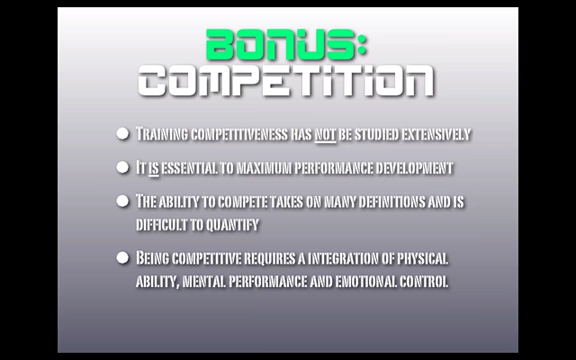 Bonus:
Competition
Training competitiveness has not be studied extensively
It is essential to maximum performance development
The ability to compete takes on many definitions and is
difficult to quantify
Being competitive requires a integration of physical
ability, mental performance and emotional control